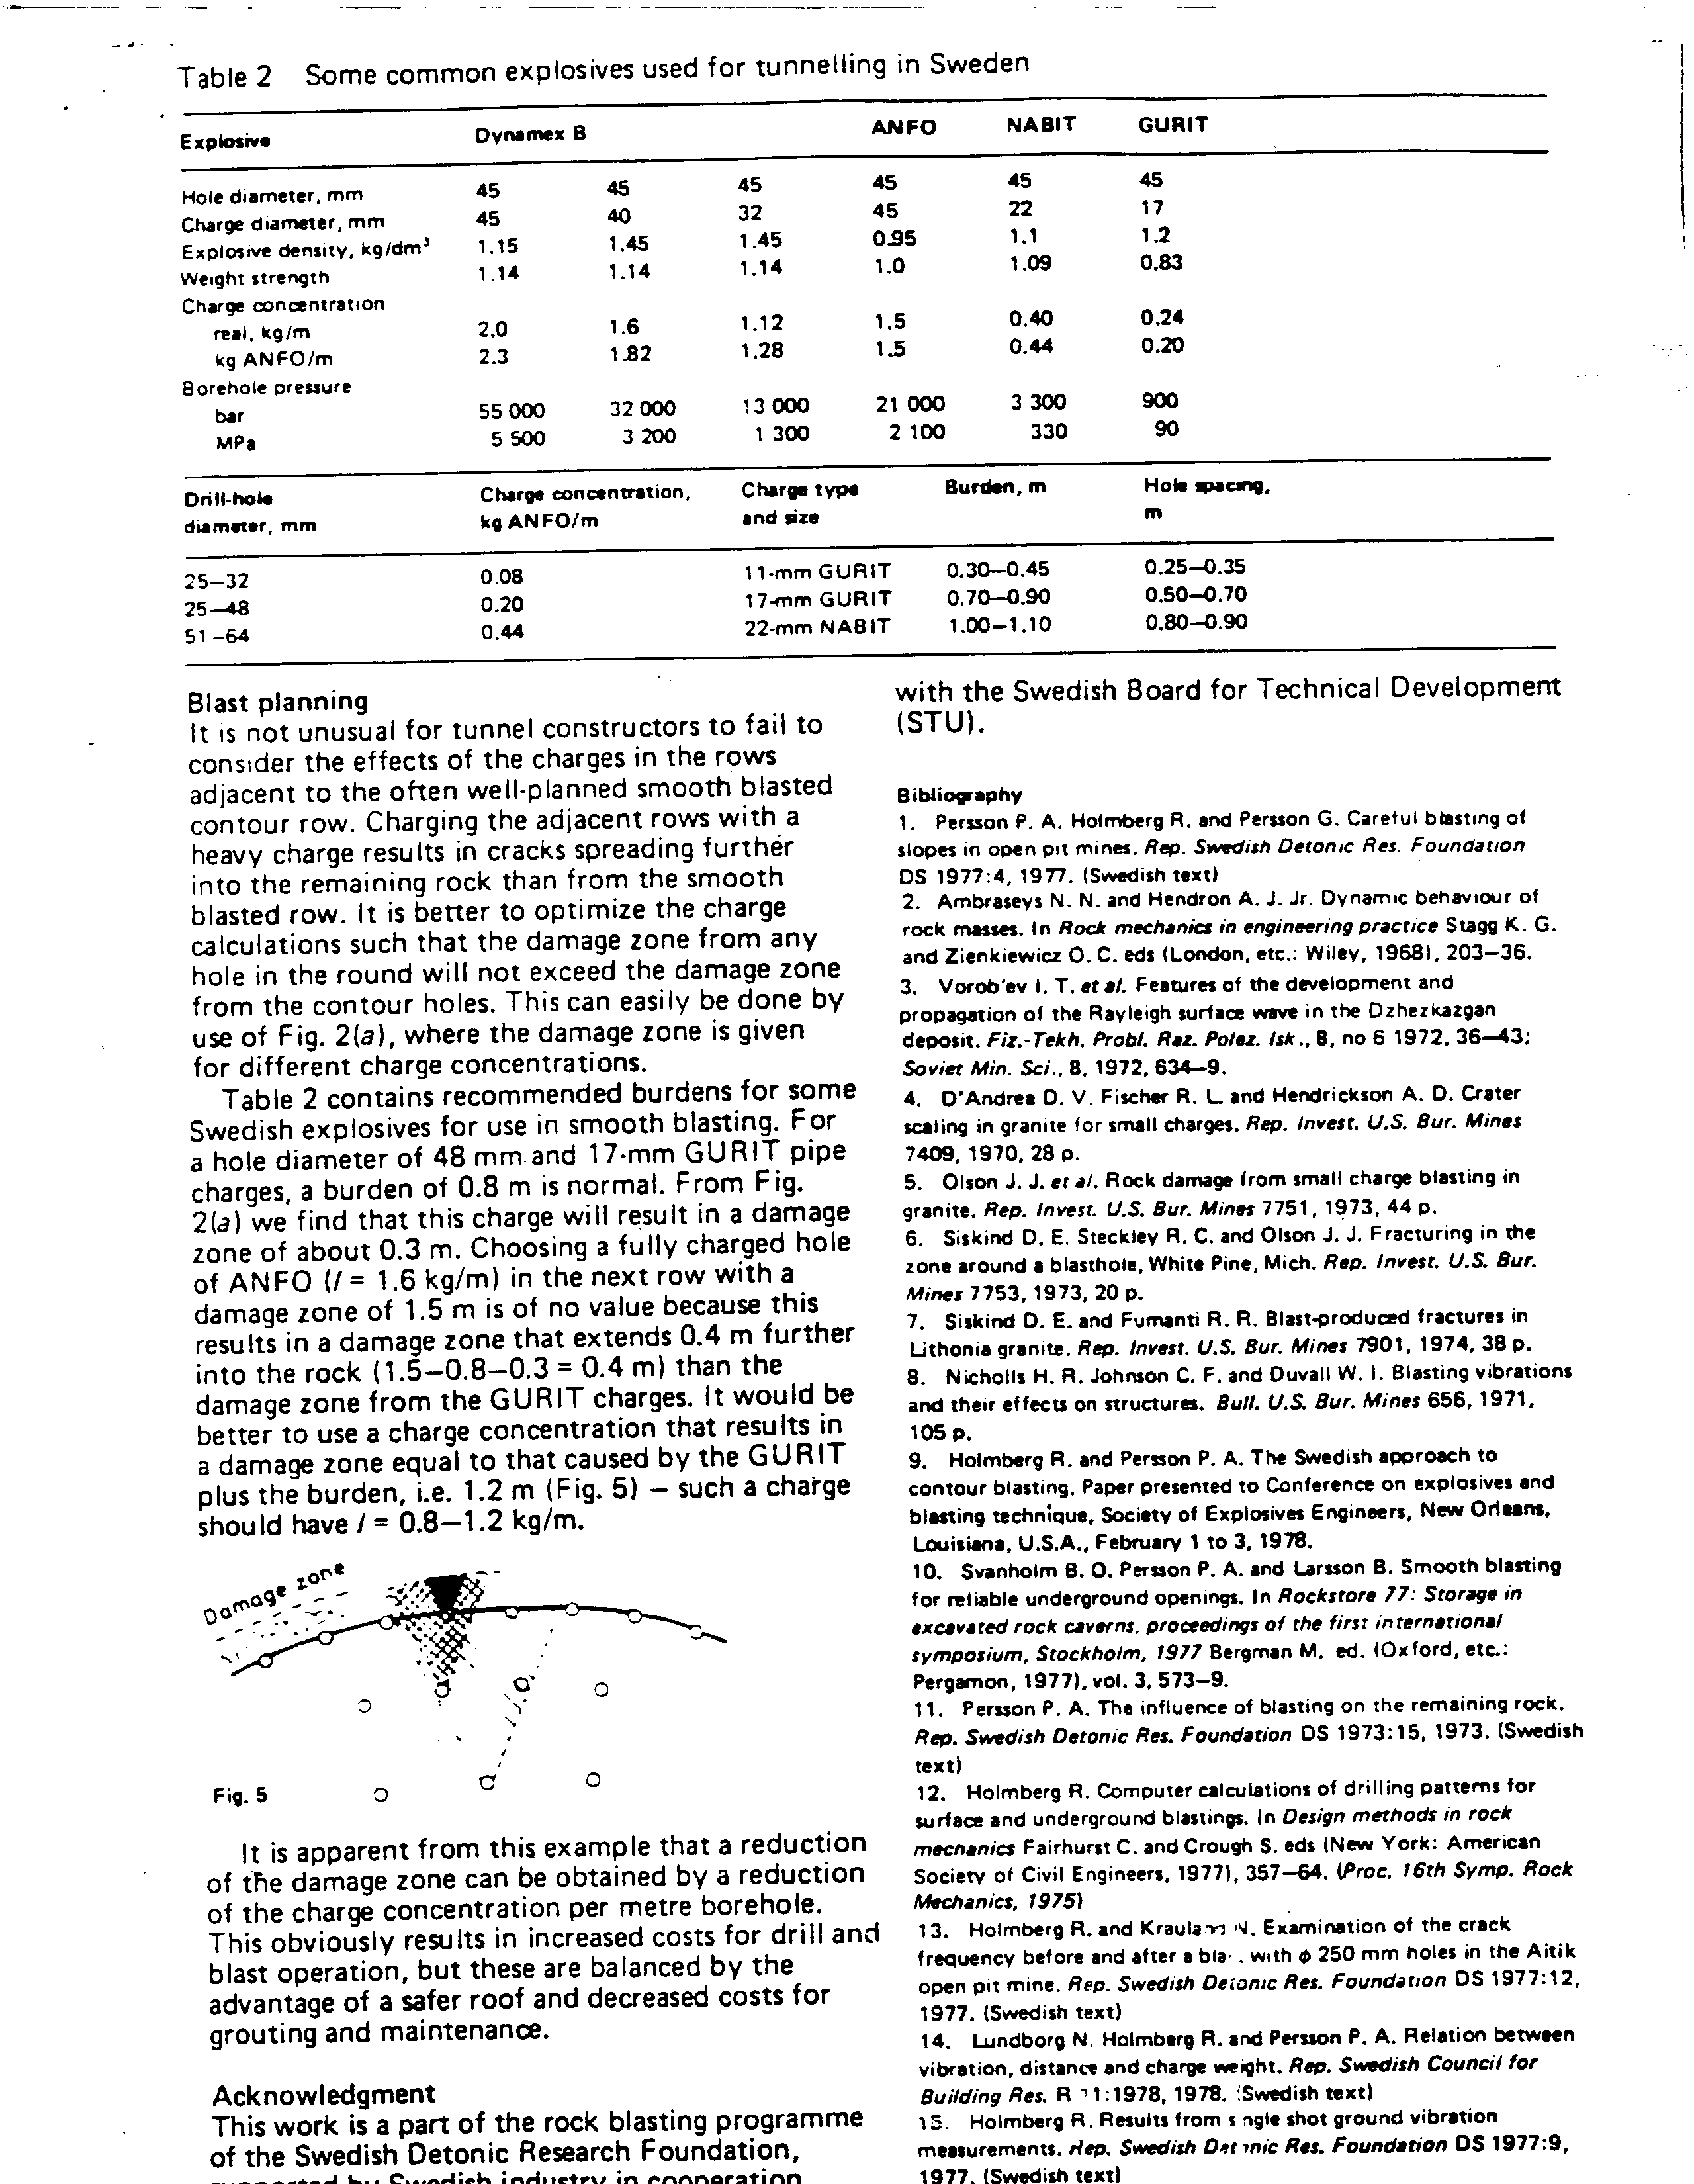 Table 2 Some common explosives used for tunnelling in Sweden
Explosive Dynamex B ANFO NABIT GURIT
Hole diameter, mm 45 45 45 45 45 45
Charge diameter, mm 45 40 32 45 22 17
Explosive density, kg/dm³ 1.15 1.45 1.45 0.95 1.1 1.2
Weight strength 1.14 1.14 1.14 1.0 1.09 0.83
Charge concentration
real, kg/m 2.0 1.6 1.12 1.5 0.40 0.24
kg ANFO/m 2.3 1.82 1.28 1.5 0.44 0.20
Borehole pressure
bar 55 000 32 000 13 000 21 000 3 300 900
MPa 5 500 3 200 1 300 2 100 330 90
Drill-hole Charge concentration, Charge type Burden, m Hole spacing,
diameter, mm kg ANFO/m and size m
25–32 0.08 11-mm GURIT 0.30–0.45 0.25–0.35
25–48 0.20 17-mm GURIT 0.70–0.90 0.50–0.70
51–64 0.44 22-mm NABIT 1.00–1.10 0.80–0.90
Blast planning
It is not unusual for tunnel constructors to fail to
consider the effects of the charges in the rows
adjacent to the often well-planned smooth blasted
contour row. Charging the adjacent rows with a
heavy charge results in cracks spreading further
into the remaining rock than from the smooth
blasted row. It is better to optimize the charge
calculations such that the damage zone from any
hole in the round will not exceed the damage zone
from the contour holes. This can easily be done by
use of Fig. 2(a), where the damage zone is given
for different charge concentrations.
Table 2 contains recommended burdens for some
Swedish explosives for use in smooth blasting. For
a hole diameter of 48 mm and 17-mm GURIT pipe
charges, a burden of 0.8 m is normal. From Fig.
2(a) we find that this charge will result in a damage
zone of about 0.3 m. Choosing a fully charged hole
of ANFO (l = 1.6 kg/m) in the next row with a
damage zone of 1.5 m is of no value because this
results in a damage zone that extends 0.4 m further
into the rock (1.5–0.8–0.3 = 0.4 m) than the
damage zone from the GURIT charges. It would be
better to use a charge concentration that results in
a damage zone equal to that caused by the GURIT
plus the burden, i.e. 1.2 m (Fig. 5) — such a charge
should have l = 0.8–1.2 kg/m.
Damage zone
Fig. 5
It is apparent from this example that a reduction
of the damage zone can be obtained by a reduction
of the charge concentration per metre borehole.
This obviously results in increased costs for drill and
blast operation, but these are balanced by the
advantage of a safer roof and decreased costs for
grouting and maintenance.
Acknowledgment
This work is a part of the rock blasting programme
of the Swedish Detonic Research Foundation,
supported by Swedish industry in cooperation
with the Swedish Board for Technical Development
(STU).
Bibliography
1. Persson P. A. Holmberg R. and Persson G. Careful blasting of
slopes in open pit mines. Rep. Swedish Detonic Res. Foundation
DS 1977:4, 1977. (Swedish text)
2. Ambraseys N. N. and Hendron A. J. Jr. Dynamic behaviour of
rock masses. In Rock mechanics in engineering practice Stagg K. G.
and Zienkiewicz O. C. eds (London, etc.: Wiley, 1968), 203–36.
3. Vorob'ev I. T. et al. Features of the development and
propagation of the Rayleigh surface wave in the Dzhezkazgan
deposit. Fiz.-Tekh. Probl. Raz. Polez. Isk., 8, no 6 1972, 36–43;
Soviet Min. Sci., 8, 1972, 634–9.
4. D'Andrea D. V. Fischer R. L. and Hendrickson A. D. Crater
scaling in granite for small charges. Rep. Invest. U.S. Bur. Mines
7409, 1970, 28 p.
5. Olson J. J. et al. Rock damage from small charge blasting in
granite. Rep. Invest. U.S. Bur. Mines 7751, 1973, 44 p.
6. Siskind D. E. Steckley R. C. and Olson J. J. Fracturing in the
zone around a blasthole, White Pine, Mich. Rep. Invest. U.S. Bur.
Mines 7753, 1973, 20 p.
7. Siskind D. E. and Fumanti R. R. Blast-produced fractures in
Lithonia granite. Rep. Invest. U.S. Bur. Mines 7901, 1974, 38 p.
8. Nicholls H. R. Johnson C. F. and Duvall W. I. Blasting vibrations
and their effects on structures. Bull. U.S. Bur. Mines 656, 1971,
105 p.
9. Holmberg R. and Persson P. A. The Swedish approach to
contour blasting. Paper presented to Conference on explosives and
blasting technique, Society of Explosives Engineers, New Orleans,
Louisiana, U.S.A., February 1 to 3, 1978.
10. Svanholm B. O. Persson P. A. and Larsson B. Smooth blasting
for reliable underground openings. In Rockstore 77: Storage in
excavated rock caverns, proceedings of the first international
symposium, Stockholm, 1977 Bergman M. ed. (Oxford, etc.:
Pergamon, 1977), vol. 3, 573–9.
11. Persson P. A. The influence of blasting on the remaining rock.
Rep. Swedish Detonic Res. Foundation DS 1973:15, 1973. (Swedish
text)
12. Holmberg R. Computer calculations of drilling patterns for
surface and underground blastings. In Design methods in rock
mechanics Fairhurst C. and Crough S. eds (New York: American
Society of Civil Engineers, 1977), 357–64. (Proc. 16th Symp. Rock
Mechanics, 1975)
13. Holmberg R. and N. Examination of the crack
frequency before and after a with φ 250 mm holes in the Aitik
open pit mine. Rep. Swedish Detonic Res. Foundation DS 1977:12,
1977. (Swedish text)
14. Lundborg N. Holmberg R. and Persson P. A. Relation between
vibration, distance and charge weight. Rep. Swedish Council for
Building Res. R 11:1978, 1978. (Swedish text)
15. Holmberg R. Results from single shot ground vibration
measurements. Rep. Swedish Detonic Res. Foundation DS 1977:9,
1977. (Swedish text)